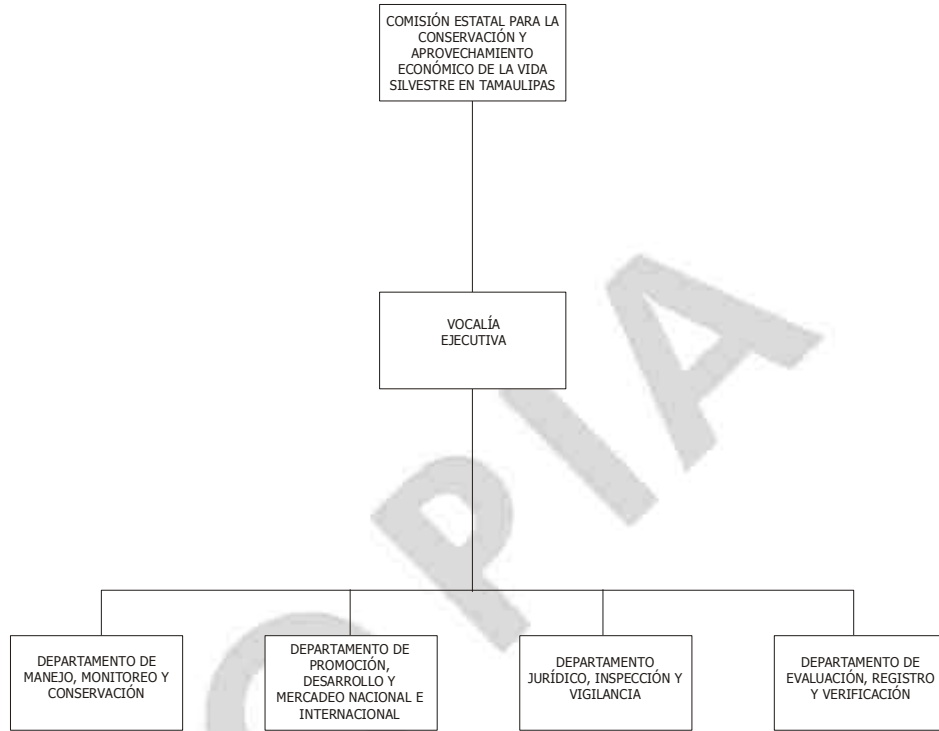 COMISIÓN ESTATAL PARA LA
CONSERVACIÓN Y
APROVECHAMIENTO
ECONÓMICO DE LA VIDA
SILVESTRE EN TAMAULIPAS
VOCALÍA
EJECUTIVA
DEPARTAMENTO DE
MANEJO, MONITOREO Y
CONSERVACIÓN
DEPARTAMENTO DE
PROMOCIÓN,
DESARROLLO Y
MERCADEO NACIONAL E
INTERNACIONAL
DEPARTAMENTO
JURÍDICO, INSPECCIÓN Y
VIGILANCIA
DEPARTAMENTO DE
EVALUACIÓN, REGISTRO
Y VERIFICACIÓN
OPIA